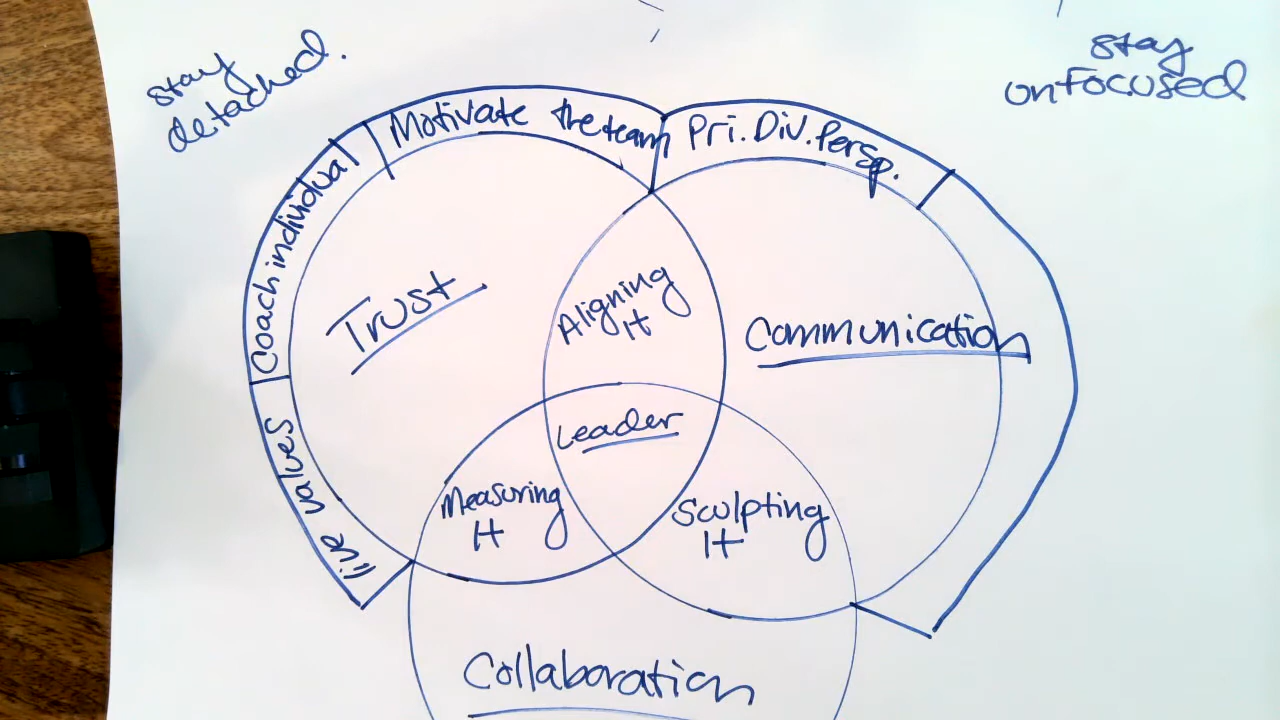 stay
detached.
stay
unfocused
Motivate the team
Pri. Div. Persp.
Coach individual
live values
Trust
Aligning
It
Communication
Leader
Measuring
It
Sculpting
It
Collaboration